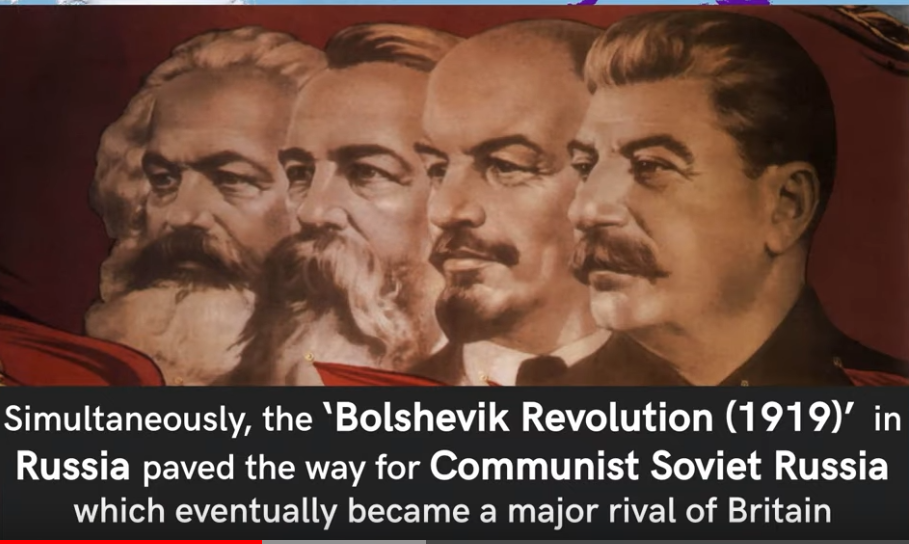 Simultaneously, the ‘Bolshevik Revolution (1919)’ in
Russia paved the way for Communist Soviet Russia
which eventually became a major rival of Britain